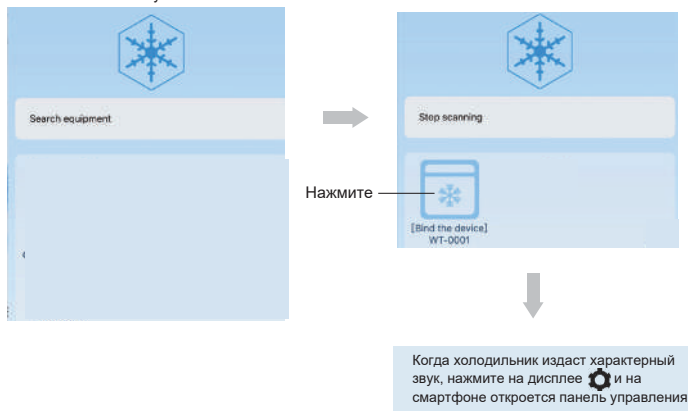 Search equipment
Stop scanning
Нажмите
[Bind the device]
WT-0001
Когда холодильник издаст характерный
звук, нажмите на дисплее и на
смартфоне откроется панель управления